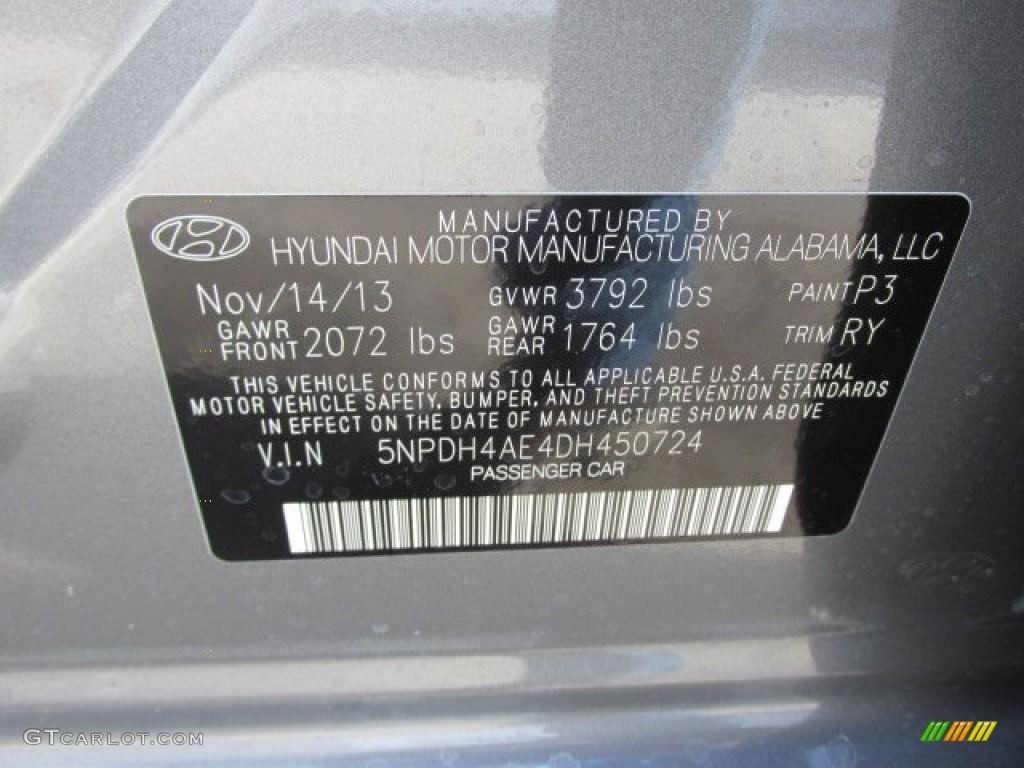 MANUFACTURED BY
HYUNDAI MOTOR MANUFACTURING ALABAMA, LLC
Nov/14/13 GVWR 3792 lbs PAINT P3
GAWR FRONT 2072 lbs GAWR REAR 1764 lbs TRIM RY
THIS VEHICLE CONFORMS TO ALL APPLICABLE U.S.A. FEDERAL
MOTOR VEHICLE SAFETY, BUMPER, AND THEFT PREVENTION STANDARDS
IN EFFECT ON THE DATE OF MANUFACTURE SHOWN ABOVE
V.I.N 5NPDH4AE4DH450724
PASSENGER CAR
GTCARLOT.COM